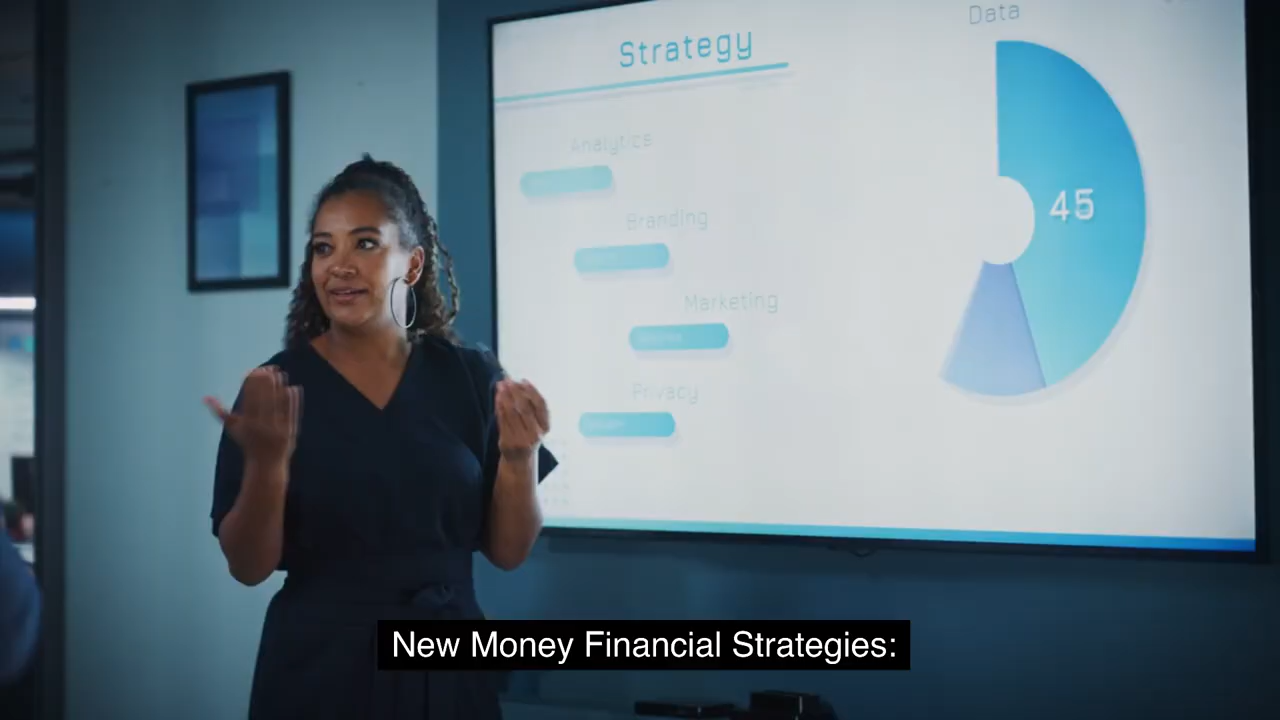 Strategy
Data
Analytics
Branding
45
Marketing
Privacy
New Money Financial Strategies: